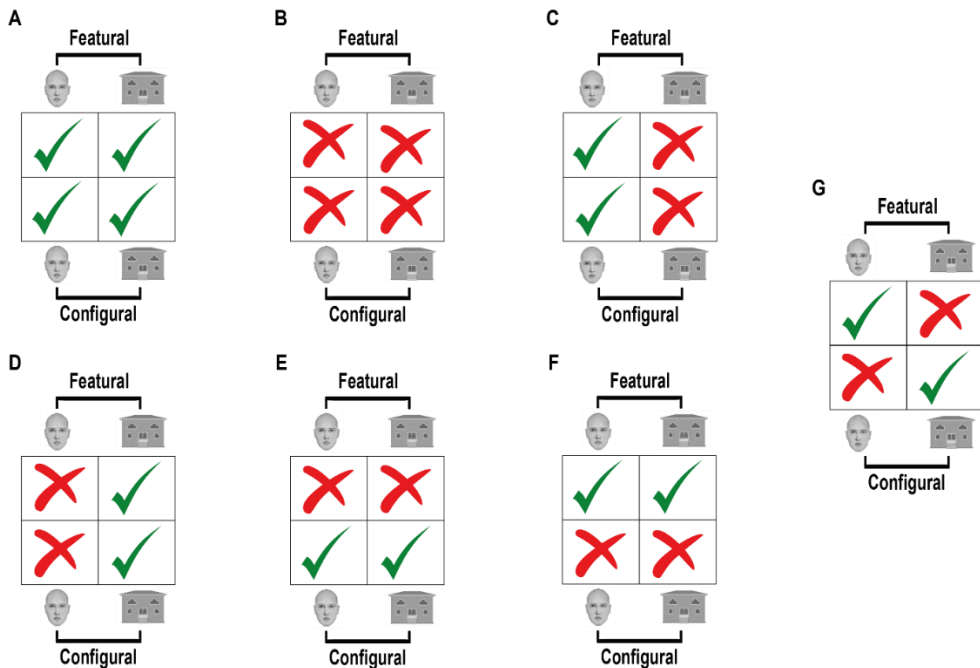 A
Featural
Configural
B
Featural
Configural
C
Featural
Configural
D
Featural
Configural
E
Featural
Configural
F
Featural
Configural
G
Featural
Configural